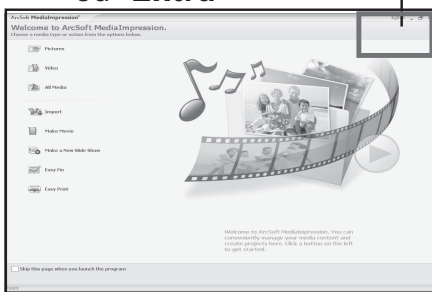 ArcSoft MediaImpression
Welcome to ArcSoft MediaImpression.
Choose a media type or action from the options below.
Pictures
Video
All Media
Import
Make Movie
Make a New Slide Show
Easy Fix
Easy Print
Welcome to ArcSoft MediaImpression. You can
conveniently manage your media content and
create projects here. Click a button on the left
to get started.
Skip this page when you launch the program
Ready